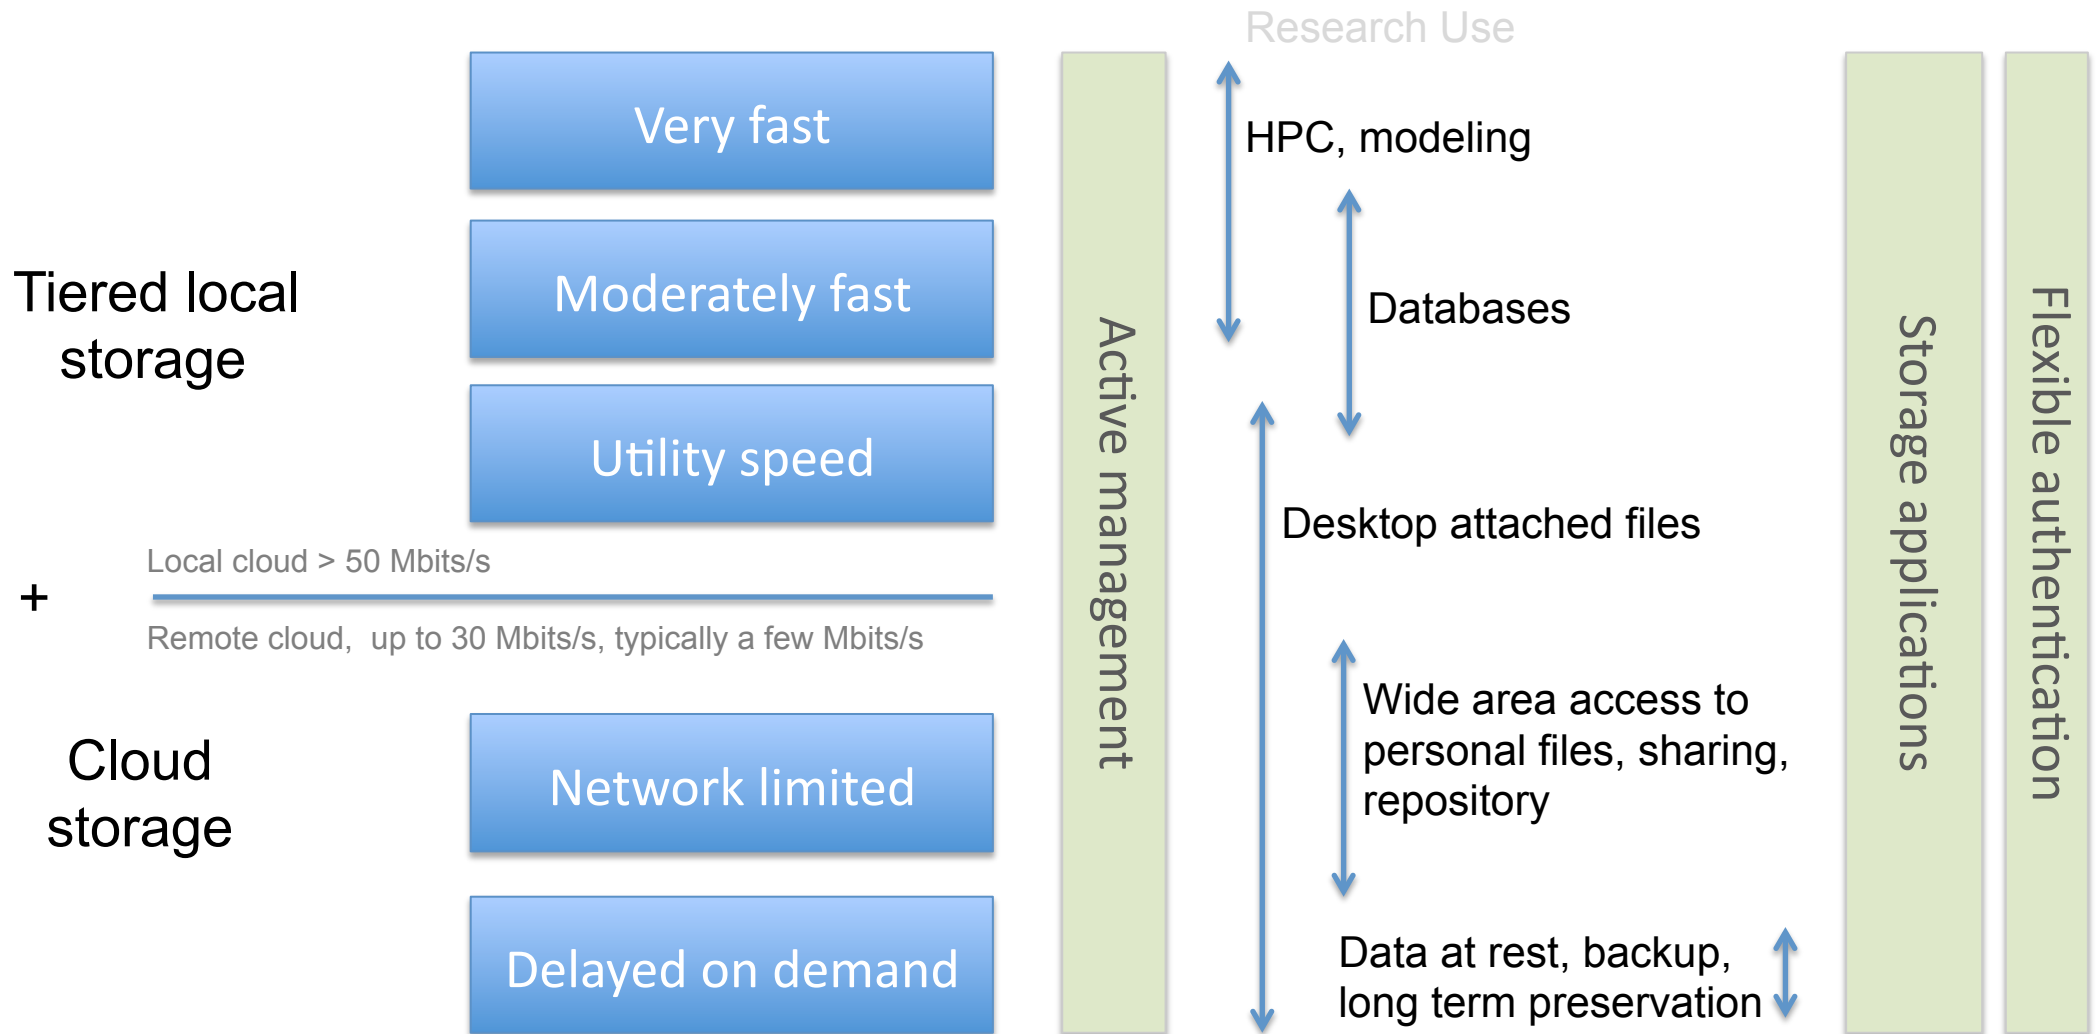 Research Use
Very fast
HPC, modeling
Moderately fast
Databases
Tiered local
storage
Utility speed
Desktop attached files
Local cloud > 50 Mbits/s
+
Remote cloud, up to 30 Mbits/s, typically a few Mbits/s
Wide area access to
personal files, sharing,
repository
Cloud
storage
Network limited
Delayed on demand
Data at rest, backup,
long term preservation
Active management
Storage applications
Flexible authentication